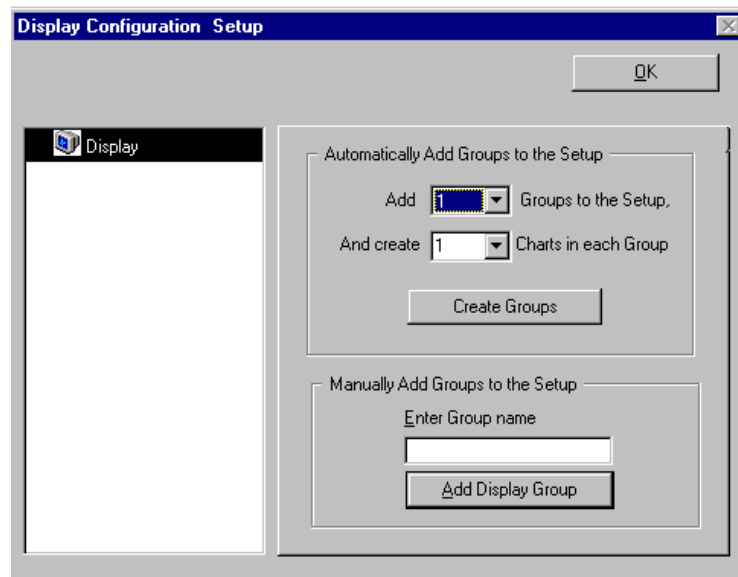 Display Configuration  Setup
OK
Display
Automatically Add Groups to the Setup
Add 1 Groups to the Setup,
And create 1 Charts in each Group
Create Groups
Manually Add Groups to the Setup
Enter Group name
Add Display Group